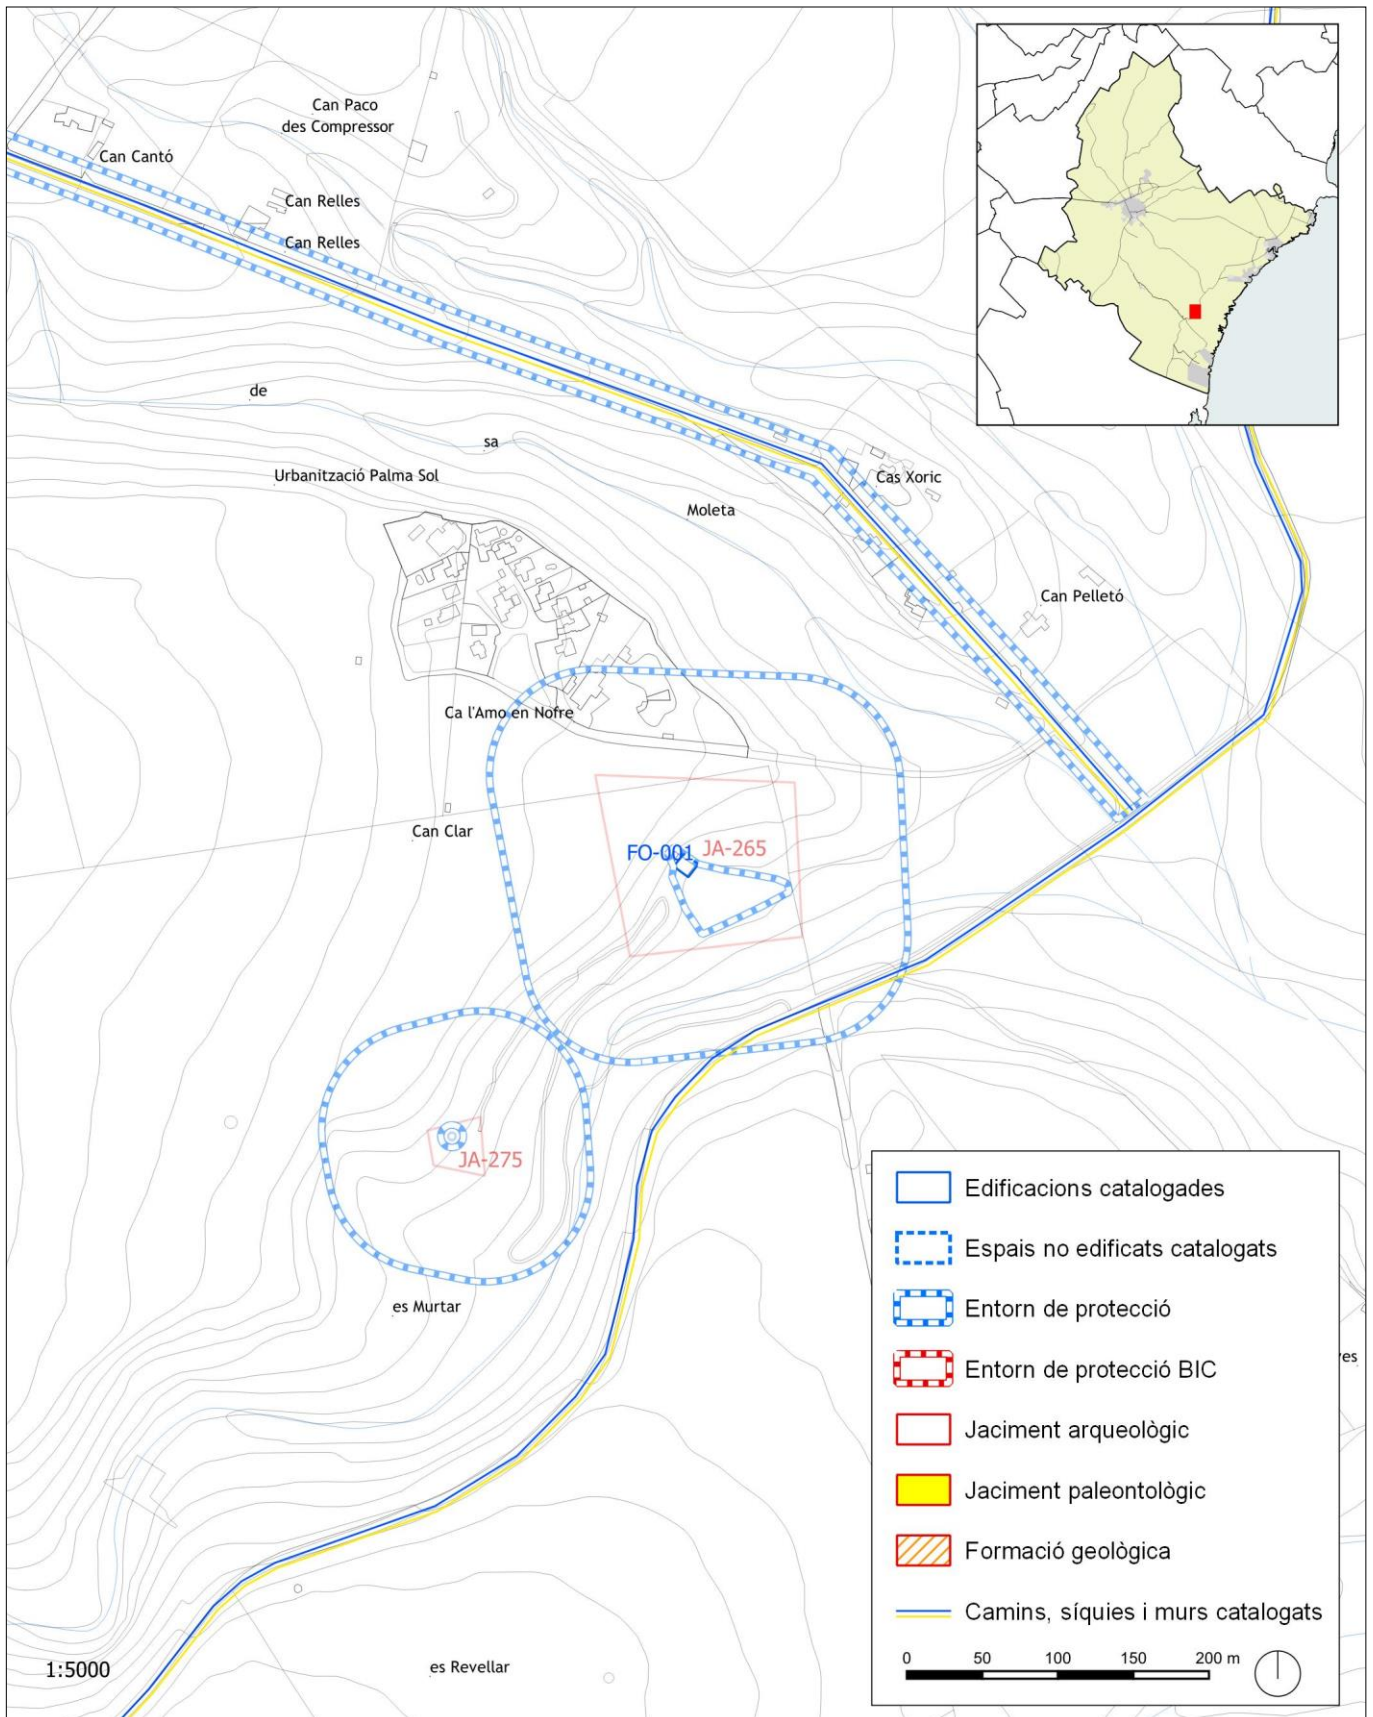 Can Paco
des Compressor
Can Cantó
Can Relles
Can Relles
de
sa
Urbanització Palma Sol
Cas Xoric
Moleta
Can Pelletó
Ca l'Amo en Nofre
Can Clar
FO-001
JA-265
JA-275
es Murtar
es Revellar
1:5000
Edificacions catalogades
Espais no edificats catalogats
Entorn de protecció
Entorn de protecció BIC
Jaciment arqueològic
Jaciment paleontològic
Formació geològica
Camins, síquies i murs catalogats
0 50 100 150 200 m